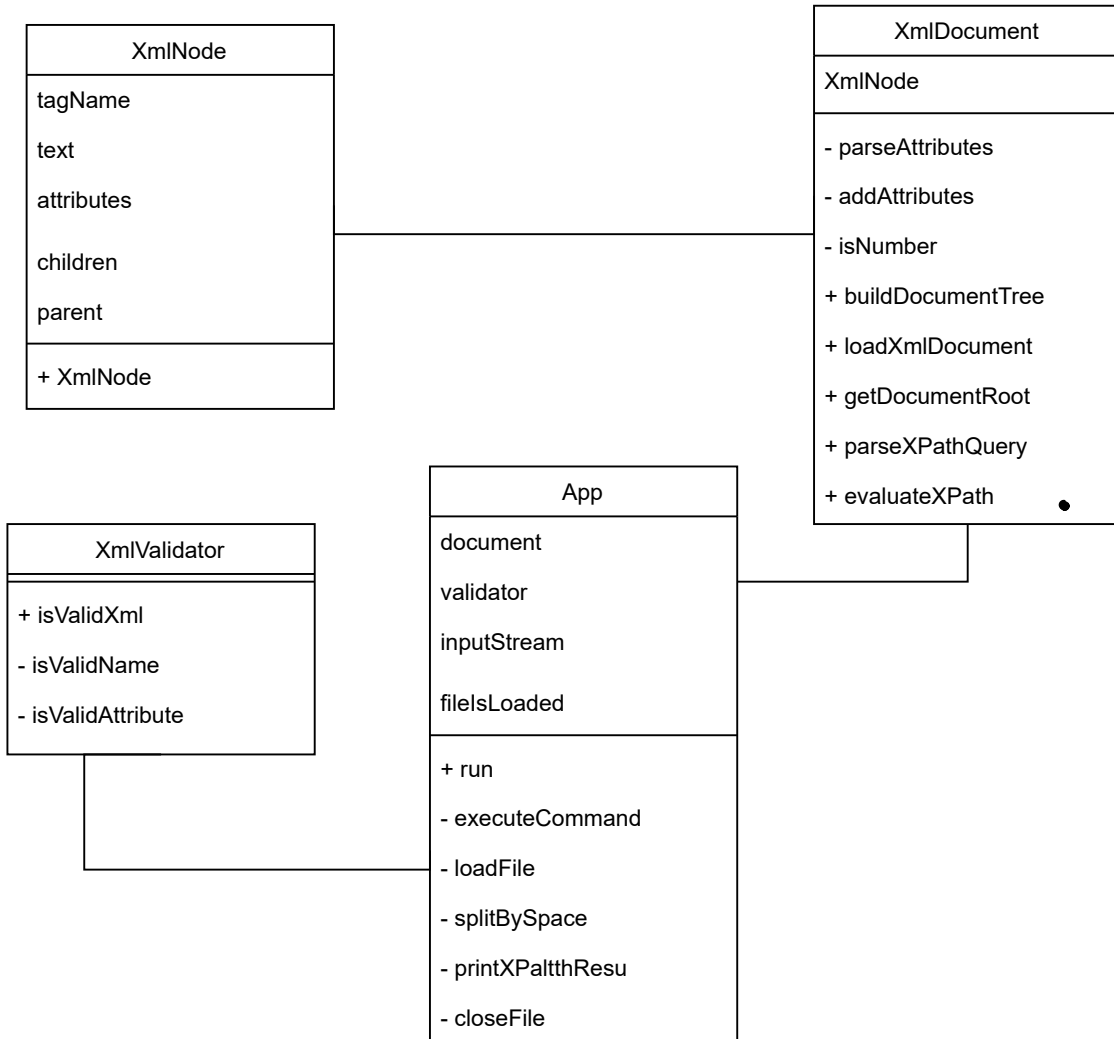 XmlNode
tagName
text
attributes
children
parent
+ XmlNode
XmlDocument
XmlNode
- parseAttributes
- addAttributes
- isNumber
+ buildDocumentTree
+ loadXmlDocument
+ getDocumentRoot
+ parseXPathQuery
+ evaluateXPath
XmlValidator
+ isValidXml
- isValidName
- isValidAttribute
App
document
validator
inputStream
fileIsLoaded
+ run
- executeCommand
- loadFile
- splitBySpace
- printXPaltthResu
- closeFile